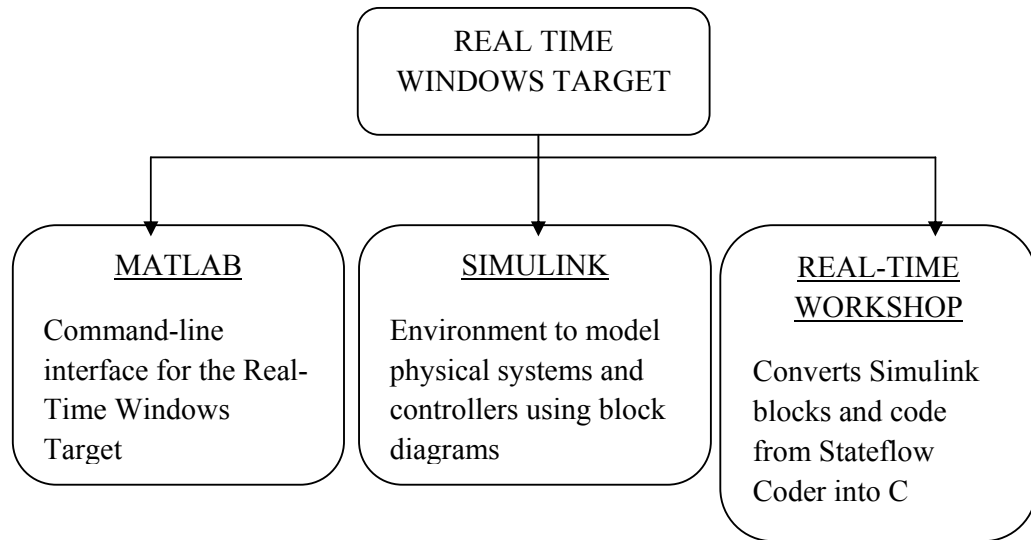 REAL TIME
WINDOWS TARGET
MATLAB
Command-line
interface for the Real-
Time Windows
Target
SIMULINK
Environment to model
physical systems and
controllers using block
diagrams
REAL-TIME
WORKSHOP
Converts Simulink
blocks and code
from Stateflow
Coder into C